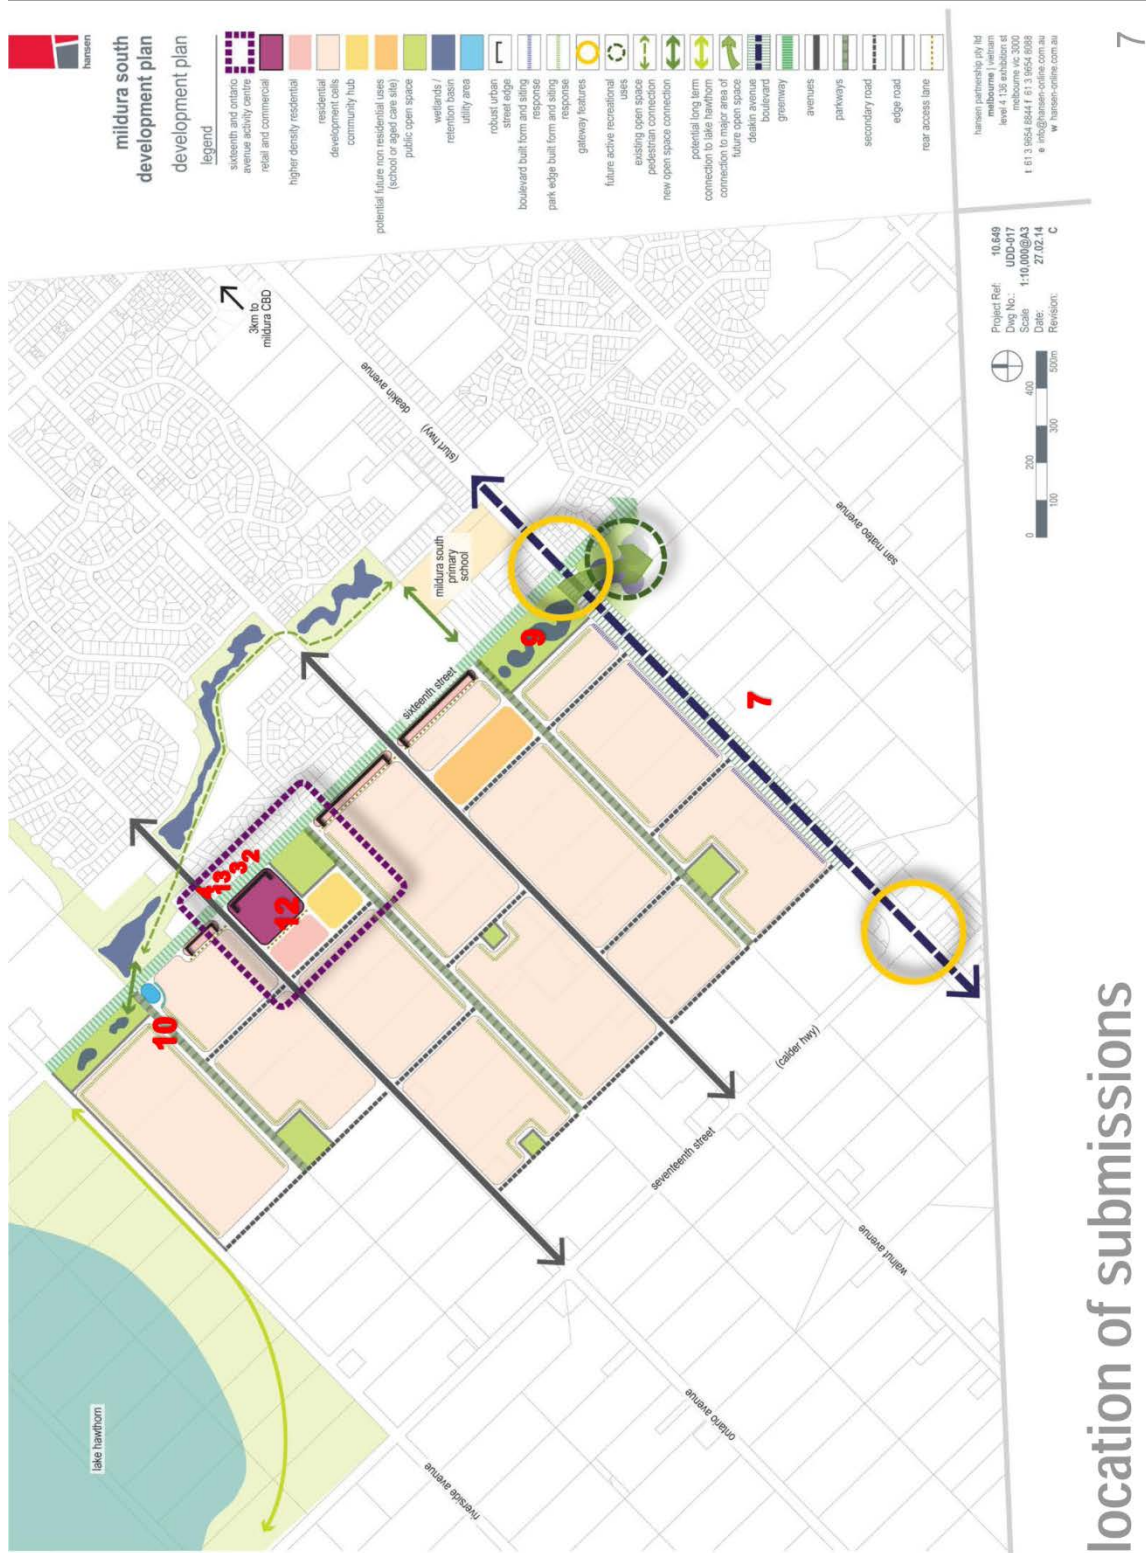 hansen
mildura south
development plan
development plan
legend
sixteenth and ontario
avenue activity centre
retail and commercial
higher density residential
residential
development cells
community hub
potential future non residential uses
(school or aged care site)
public open space
wetlands /
retention basin
utility area
robust urban
street edge
boulevard built form and siting
response
park edge built form and siting
response
gateway features
future active recreational
uses
existing open space
pedestrian connection
new open space connection
potential long term
connection to lake hawthorn
connection to major area of
future open space
deakin avenue
boulevard
greenway
avenues
parkways
secondary road
edge road
rear access lane
hansen partnership pty ltd
melbourne | vietnam
level 4 136 exhibition st
melbourne vic 3000
t 61 3 9654 8844 f 61 3 9654 8088
e info@hansen-online.com.au
w hansen-online.com.au
7
3km to
mildura CBD
deakin avenue
(sturt hwy)
mildura south
primary
school
san mateo avenue
sixteenth street
9
7
13
3
2
12
10
(calder hwy)
seventeenth street
walnut avenue
ontario avenue
riverside avenue
lake hawthorn
Project Ref: 10.649
Dwg No.: UDD-017
Scale 1:10,000@A3
Date: 27.02.14
Revision: C
0 100 200 300 400 500m
location of submissions